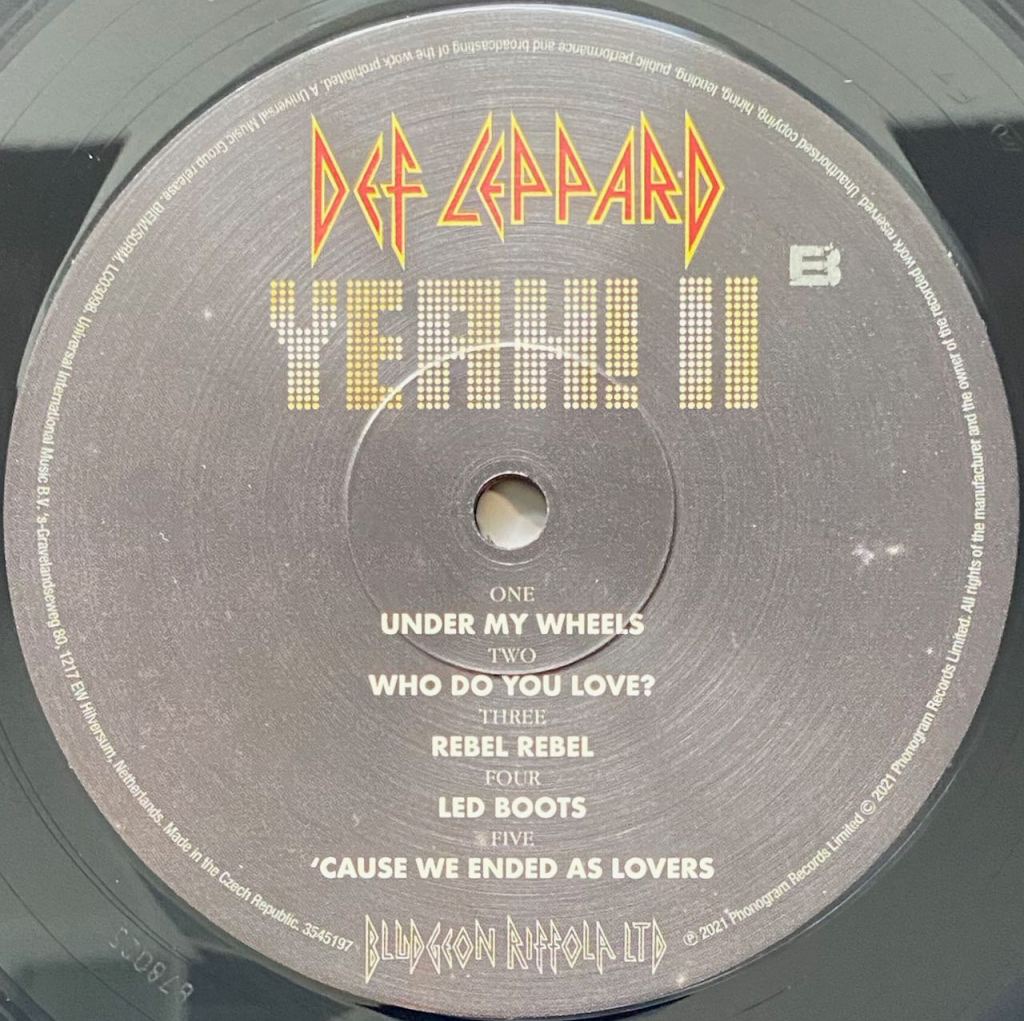 DEF LEPPARD
YEAH! II
B
ONE
UNDER MY WHEELS
TWO
WHO DO YOU LOVE?
THREE
REBEL REBEL
FOUR
LED BOOTS
FIVE
'CAUSE WE ENDED AS LOVERS
BLUDGEON RIFFOLA LTD
℗ 2021 Phonogram Records Limited © 2021 Phonogram Records Limited. All rights of the manufacturer and the owner of the recorded work reserved. Unauthorised copying, hiring, lending, public performance and broadcasting of the work prohibited. A Universal Music Group release. BIEM/SDRM. LC03098. Universal International Music B.V. 's-Gravelandseweg 80, 1217 EW Hilversum, Netherlands. Made in the Czech Republic. 3545197